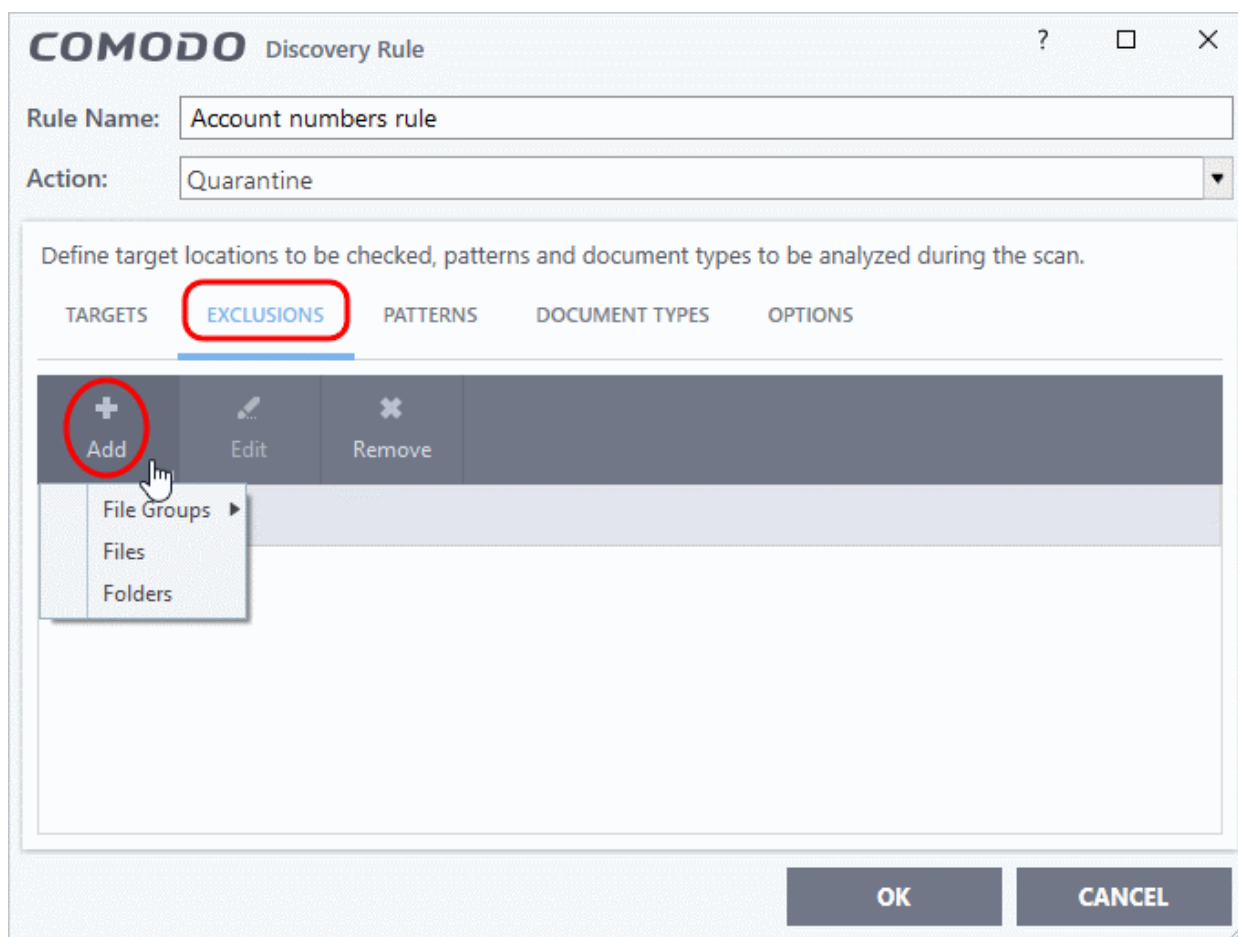 COMODO Discovery Rule ?
Rule Name: Account numbers rule
Action: Quarantine
Define target locations to be checked, patterns and document types to be analyzed during the scan.
TARGETS EXCLUSIONS PATTERNS DOCUMENT TYPES OPTIONS
Add Edit Remove
File Groups
Files
Folders
OK CANCEL